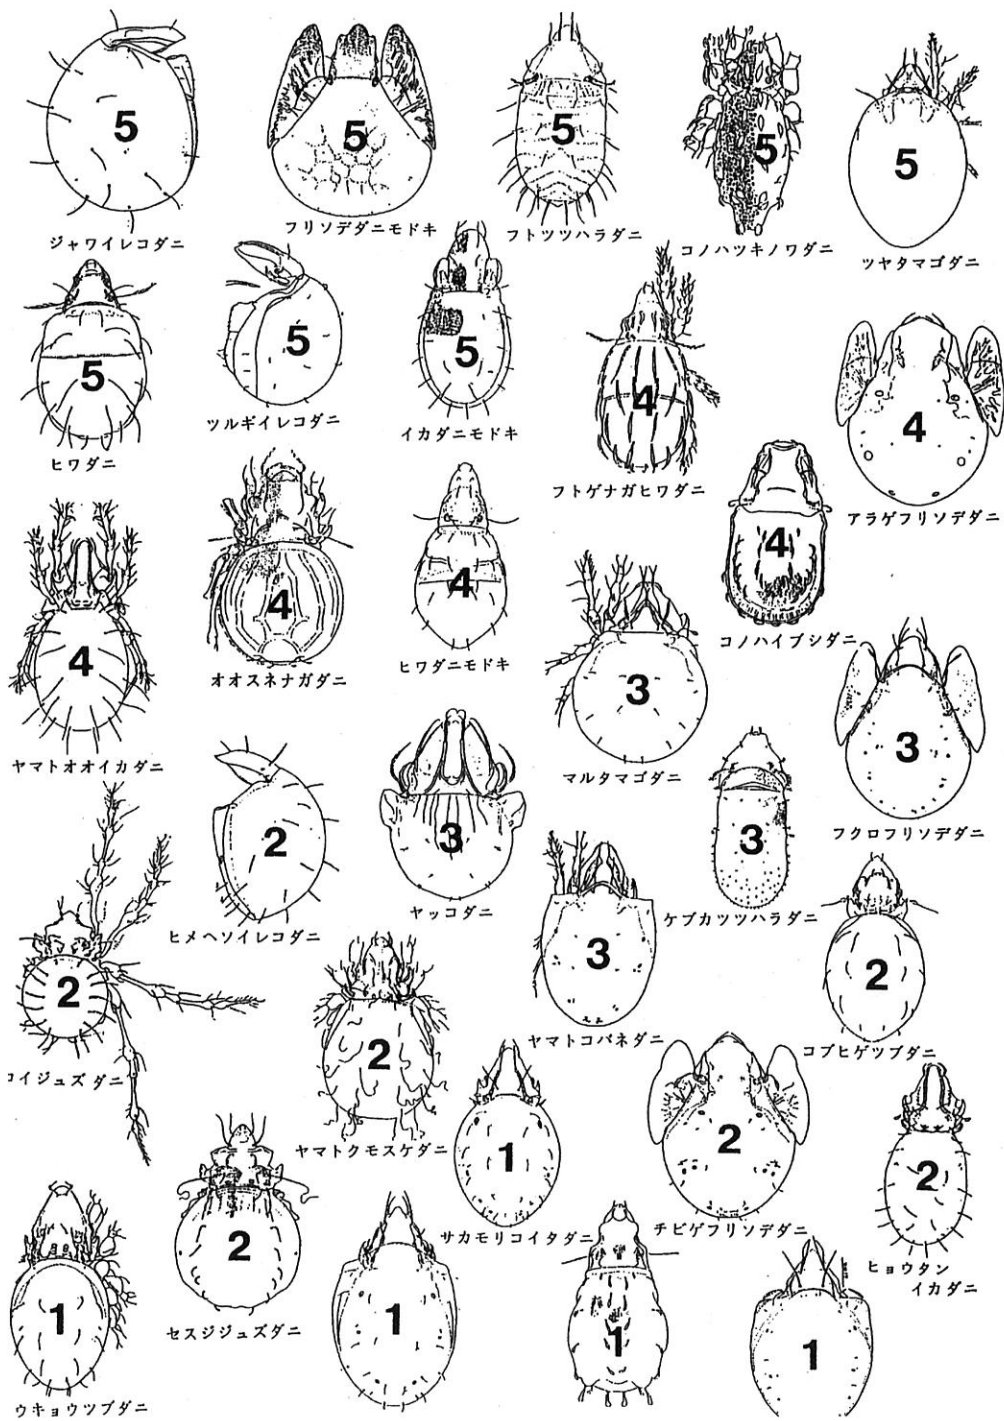 5
5
5
5
5
ジャワイレコダニ
フリソデダニモドキ
フトツツハラダニ
コノハツキノワダニ
ツヤタマゴダニ
5
5
5
4
4
ヒワダニ
ツルギイレコダニ
イカダニモドキ
フトゲナガヒワダニ
アラゲフリソデダニ
4
4
4
4
ヤマトオオイカダニ
オオスネナガダニ
ヒワダニモドキ
コノハイブシダニ
3
3
マルタマゴダニ
フクロフリソデダニ
2
3
3
ヒメヘソイレコダニ
ヤッコダニ
ケブカツツハラダニ
2
2
3
2
コイジュズダニ
ヤマトクモスケダニ
ヤマトコバネダニ
コブヒゲツブダニ
1
2
2
サカモリコイタダニ
チビゲフリソデダニ
ヒョウタン
イカダニ
1
2
1
1
1
ウキョウツブダニ
セスジジュズダニ